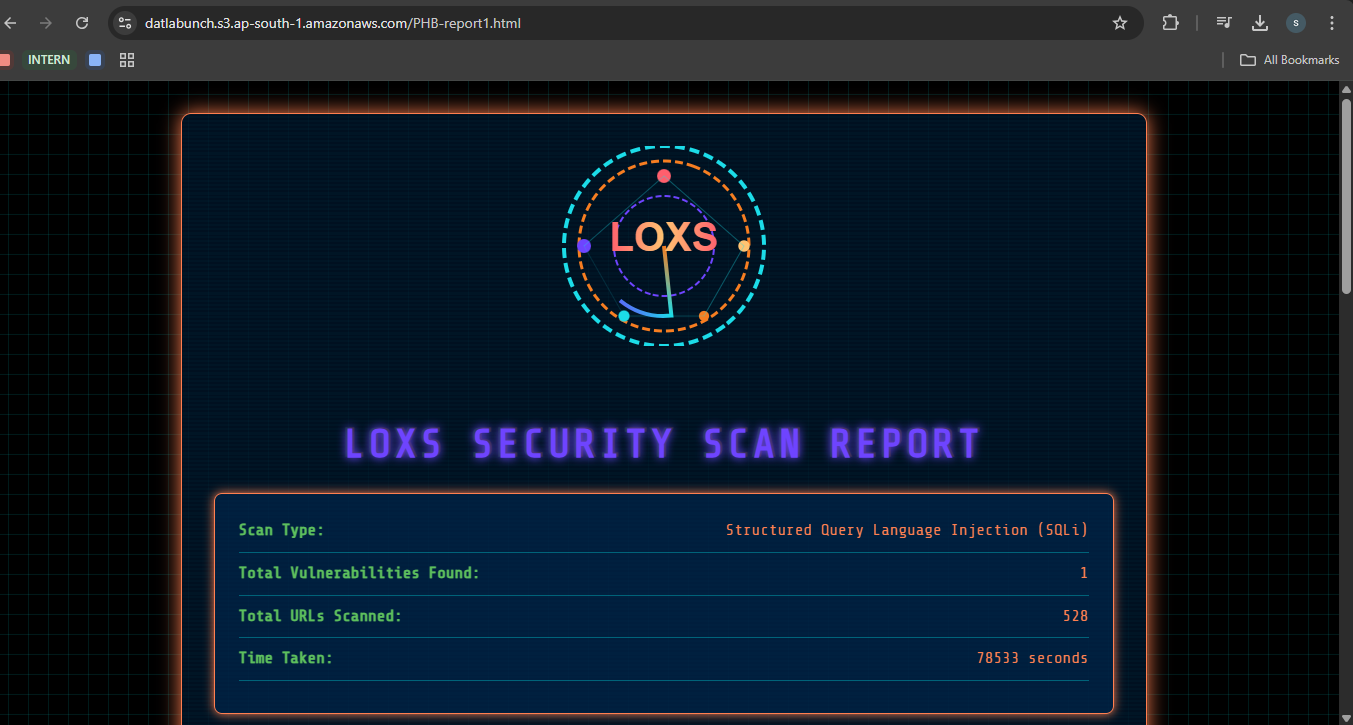 datlabunch.s3.ap-south-1.amazonaws.com/PHB-report1.html
S
INTERN
All Bookmarks
LOXS
LOXS SECURITY SCAN REPORT
Scan Type: Structured Query Language Injection (SQLi)
Total Vulnerabilities Found: 1
Total URLs Scanned: 528
Time Taken: 78533 seconds